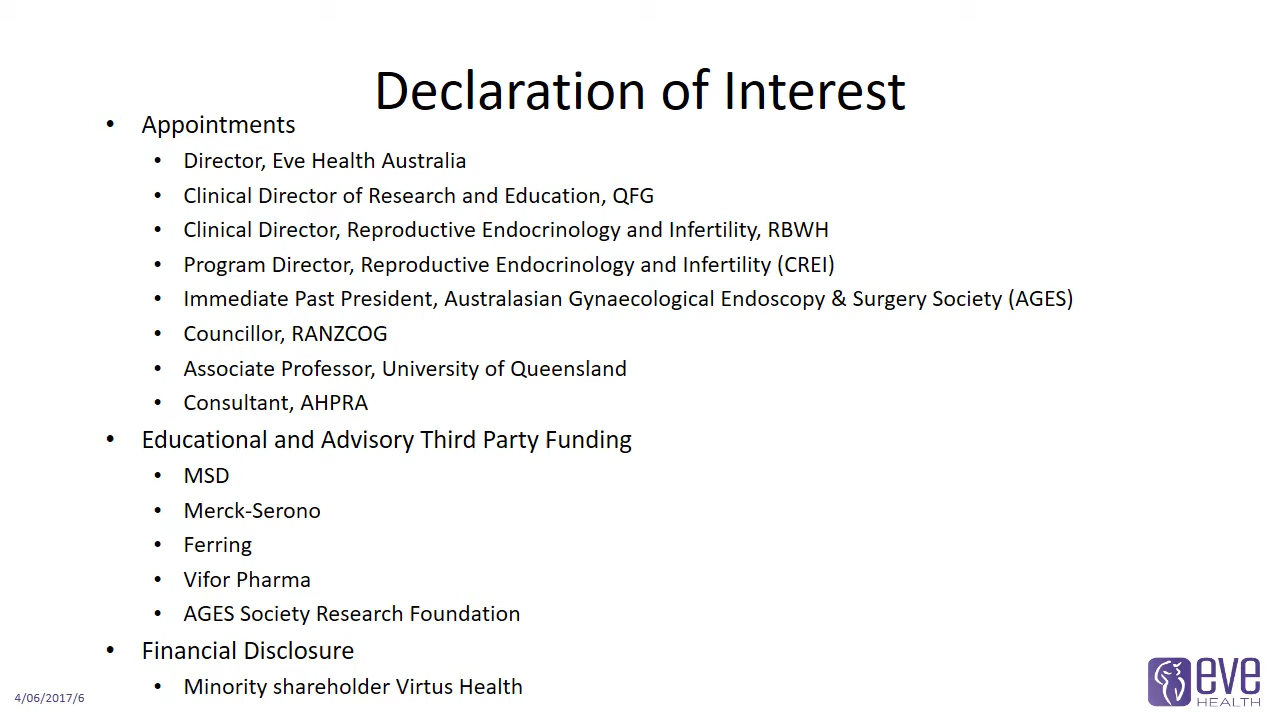 Declaration of Interest
• Appointments
• Director, Eve Health Australia
• Clinical Director of Research and Education, QFG
• Clinical Director, Reproductive Endocrinology and Infertility, RBWH
• Program Director, Reproductive Endocrinology and Infertility (CREI)
• Immediate Past President, Australasian Gynaecological Endoscopy & Surgery Society (AGES)
• Councillor, RANZCOG
• Associate Professor, University of Queensland
• Consultant, AHPRA
• Educational and Advisory Third Party Funding
• MSD
• Merck-Serono
• Ferring
• Vifor Pharma
• AGES Society Research Foundation
• Financial Disclosure
• Minority shareholder Virtus Health
4/06/2017/6
eve
HEALTH